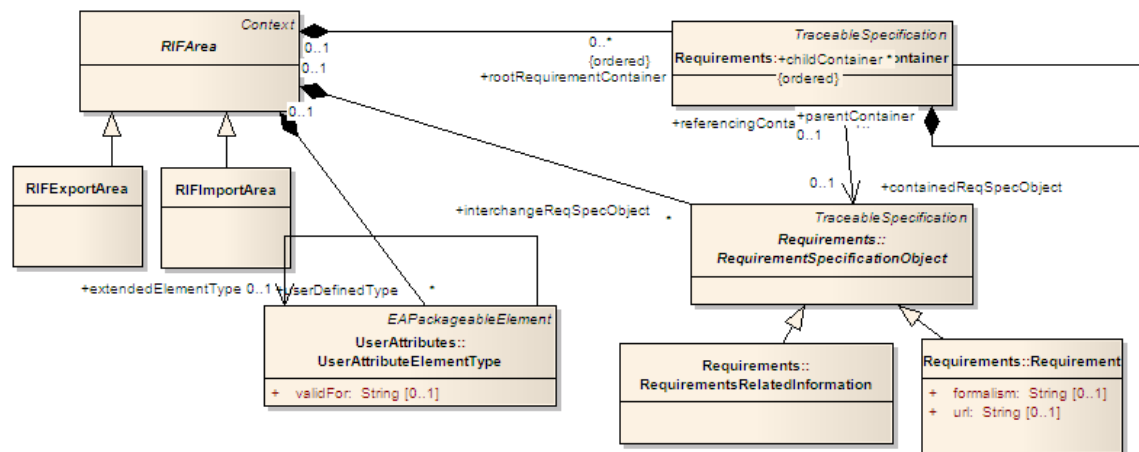 Context
RIFArea
0..1
0..1
0..1
0..*
{ordered}
+rootRequirementContainer
TraceableSpecification
Requirements:
+childContainer *
ontainer
{ordered}
+referencingConta
+parentContainer
0..1
0..1
+containedReqSpecObject
RIFExportArea
RIFImportArea
+interchangeReqSpecObject
*
TraceableSpecification
Requirements::
RequirementSpecificationObject
+extendedElementType 0..1
+userDefinedType
*
EAPackageableElement
UserAttributes::
UserAttributeElementType
+ validFor: String [0..1]
Requirements::
RequirementsRelatedInformation
Requirements::Requirement
+ formalism: String [0..1]
+ url: String [0..1]